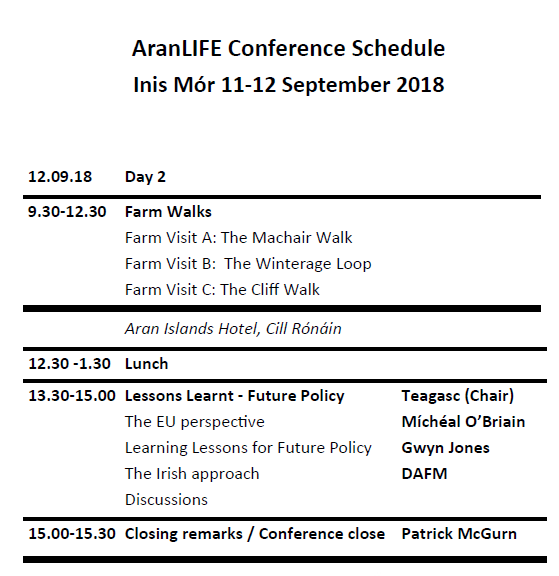 AranLIFE Conference Schedule
Inis Mór 11-12 September 2018
12.09.18 Day 2
9.30-12.30 Farm Walks
Farm Visit A: The Machair Walk
Farm Visit B: The Winterage Loop
Farm Visit C: The Cliff Walk
Aran Islands Hotel, Cill Rónáin
12.30 -1.30 Lunch
13.30-15.00 Lessons Learnt - Future Policy Teagasc (Chair)
The EU perspective Míchéal O’Briain
Learning Lessons for Future Policy Gwyn Jones
The Irish approach DAFM
Discussions
15.00-15.30 Closing remarks / Conference close Patrick McGurn